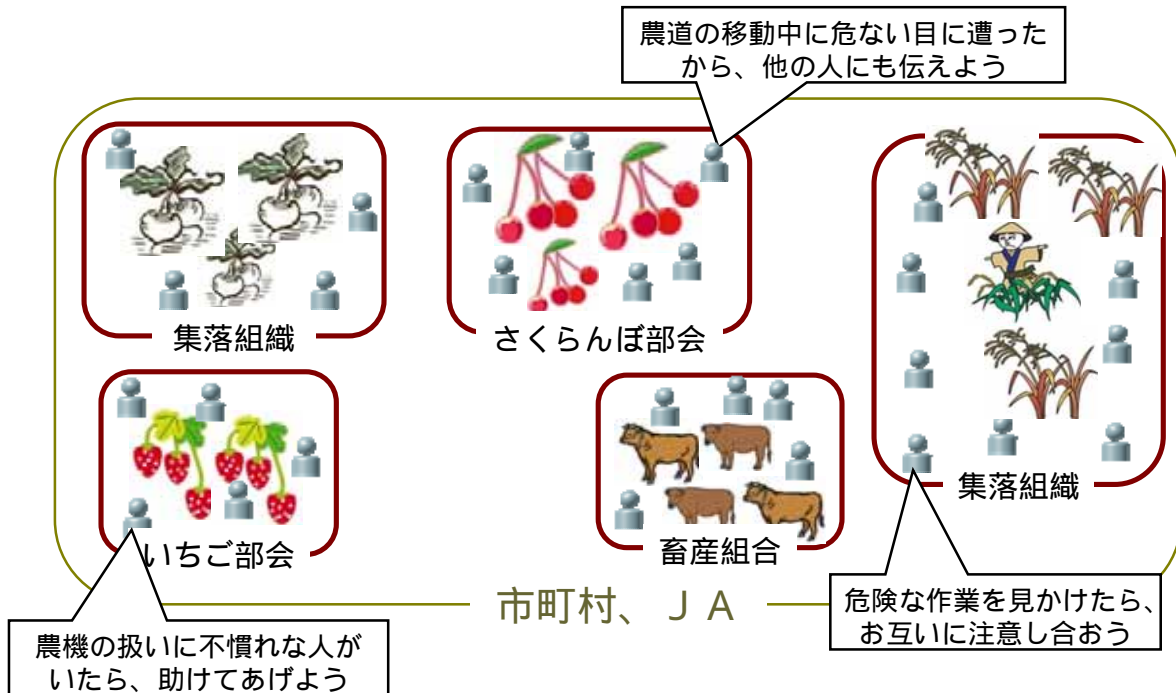 農道の移動中に危ない目に遭った
から、他の人にも伝えよう
集落組織
さくらんぼ部会
集落組織
いちご部会
畜産組合
市町村、ＪＡ
危険な作業を見かけたら、
お互いに注意し合おう
農機の扱いに不慣れな人が
いたら、助けてあげよう